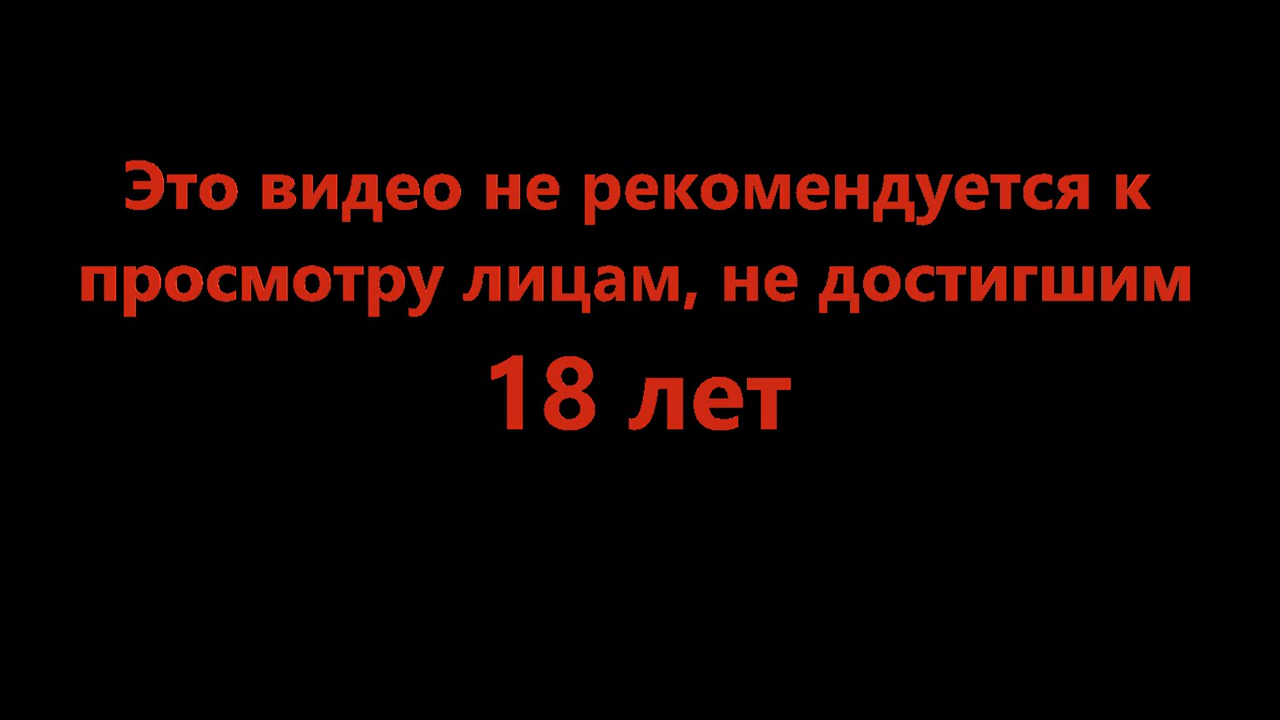 Это видео не рекомендуется к
просмотру лицам, не достигшим
18 лет